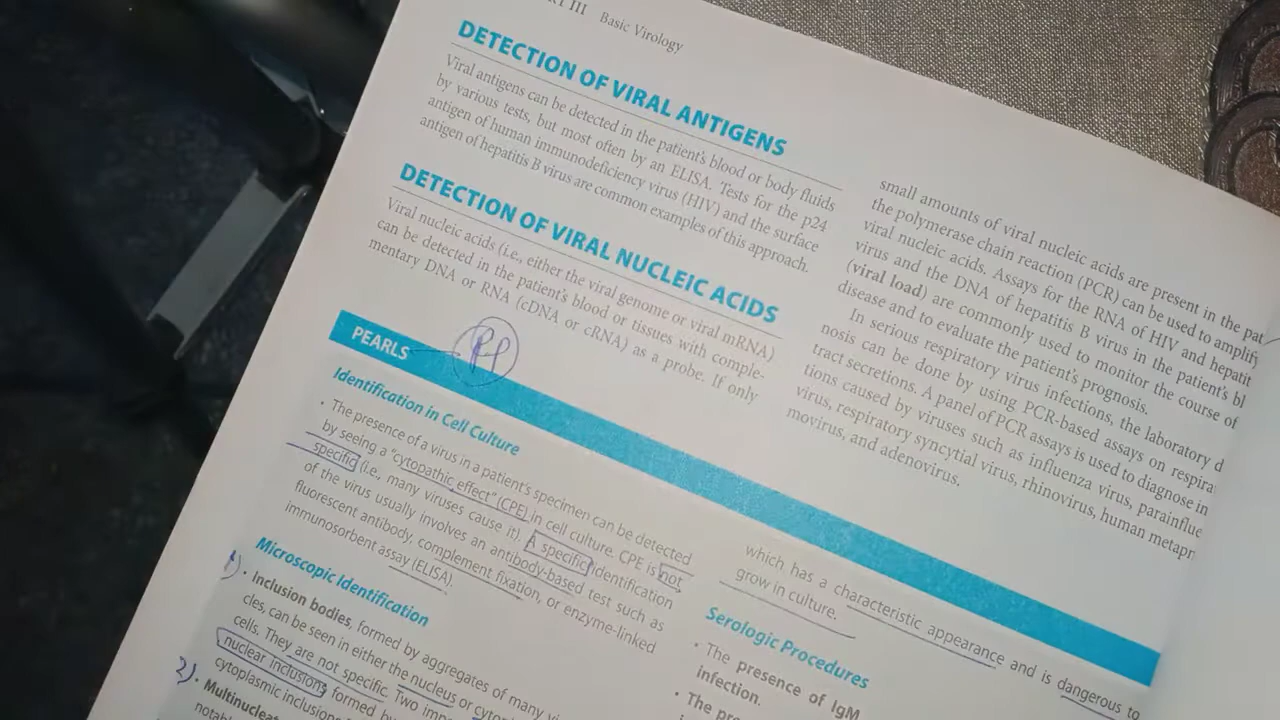 RT III Basic Virology
DETECTION OF VIRAL ANTIGENS
Viral antigens can be detected in the patient's blood or body fluids
by various tests, but most often by an ELISA. Tests for the p24
antigen of human immunodeficiency virus (HIV) and the surface
antigen of hepatitis B virus are common examples of this approach.
DETECTION OF VIRAL NUCLEIC ACIDS
Viral nucleic acids (i.e., either the viral genome or viral mRNA)
can be detected in the patient's blood or tissues with comple-
mentary DNA or RNA (cDNA or cRNA) as a probe. If only
small amounts of viral nucleic acids are present in the pat
the polymerase chain reaction (PCR) can be used to amplify
viral nucleic acids. Assays for the RNA of HIV and hepatit
virus and the DNA of hepatitis B virus in the patient's bl
(viral load) are commonly used to monitor the course of
disease and to evaluate the patient's prognosis.
In serious respiratory virus infections, the laboratory d
nosis can be done by using PCR-based assays on respira
tract secretions. A panel of PCR assays is used to diagnose in
tions caused by viruses such as influenza virus, parainflue
virus, respiratory syncytial virus, rhinovirus, human metapr
movirus, and adenovirus.
PEARLS
Identification in Cell Culture
• The presence of a virus in a patient's specimen can be detected
by seeing a "cytopathic effect" (CPE) in cell culture. CPE is not
specific (i.e., many viruses cause it). A specific identification
of the virus usually involves an antibody-based test such as
fluorescent antibody, complement fixation, or enzyme-linked
immunosorbent assay (ELISA).
Microscopic Identification
1) • Inclusion bodies, formed by aggregates of many vi
cles, can be seen in either the nucleus or cytop
cells. They are not specific. Two imp
nuclear inclusions formed by
cytoplasmic inclusions
2) • Multinucleat
notabl
which has a characteristic appearance and is dangerous to
grow in culture.
Serologic Procedures
• The presence of IgM
infection.
• The pre